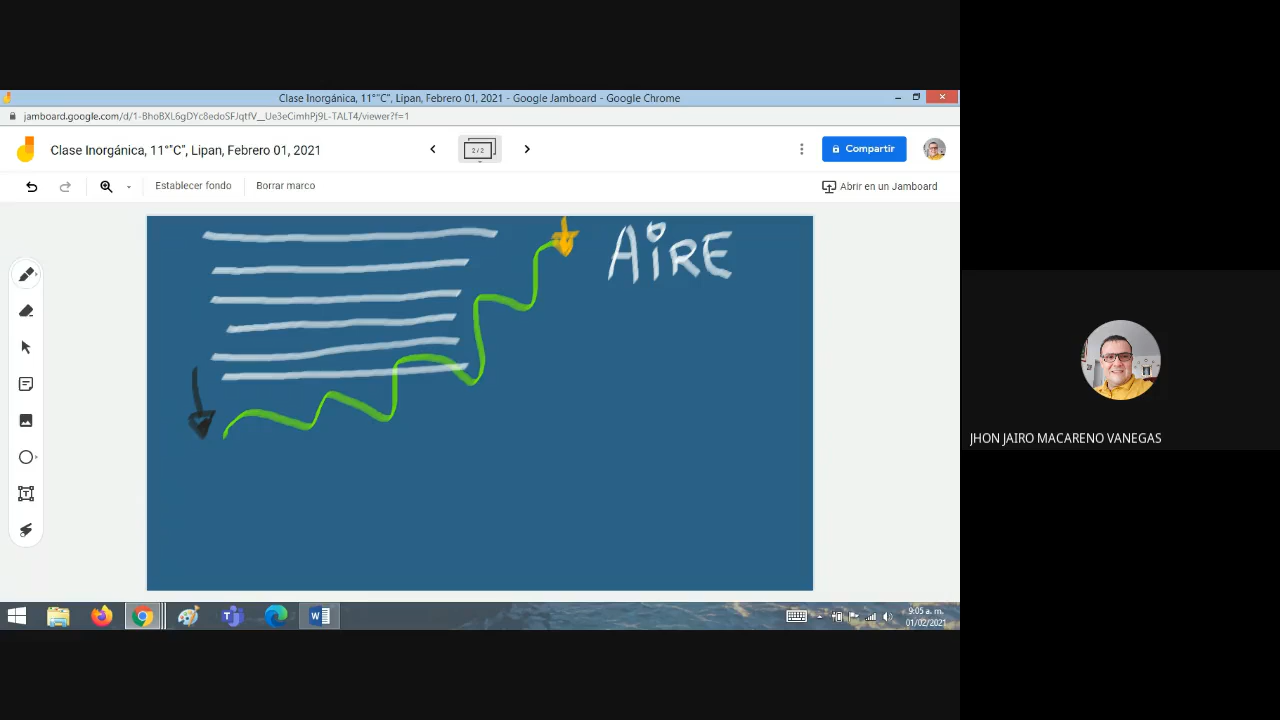 Clase Inorgánica, 11°"C", Lipan, Febrero 01, 2021 - Google Jamboard - Google Chrome
jamboard.google.com/d/1-BhoBXL6gDYc8edoSFJqtfV__Ue3eCimhPj9L-TALT4/viewer?f=1
Clase Inorgánica, 11°"C", Lipan, Febrero 01, 2021
2/2
Compartir
Establecer fondo
Borrar marco
Abrir en un Jamboard
AiRE
JHON JAIRO MACARENO VANEGAS
9:05 a. m.
01/02/2021